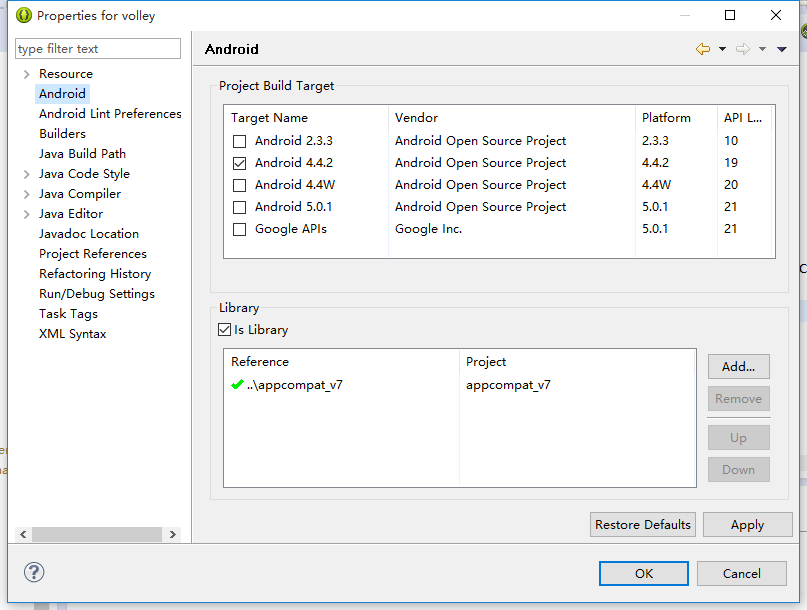 Properties for volley
type filter text
Resource
Android
Android Lint Preferences
Builders
Java Build Path
Java Code Style
Java Compiler
Java Editor
Javadoc Location
Project References
Refactoring History
Run/Debug Settings
Task Tags
XML Syntax
Android
Project Build Target
Target Name Vendor Platform API L...
Android 2.3.3 Android Open Source Project 2.3.3 10
Android 4.4.2 Android Open Source Project 4.4.2 19
Android 4.4W Android Open Source Project 4.4W 20
Android 5.0.1 Android Open Source Project 5.0.1 21
Google APIs Google Inc. 5.0.1 21
Library
Is Library
Reference Project
..\appcompat_v7 appcompat_v7
Add...
Remove
Up
Down
Restore Defaults Apply
? OK Cancel